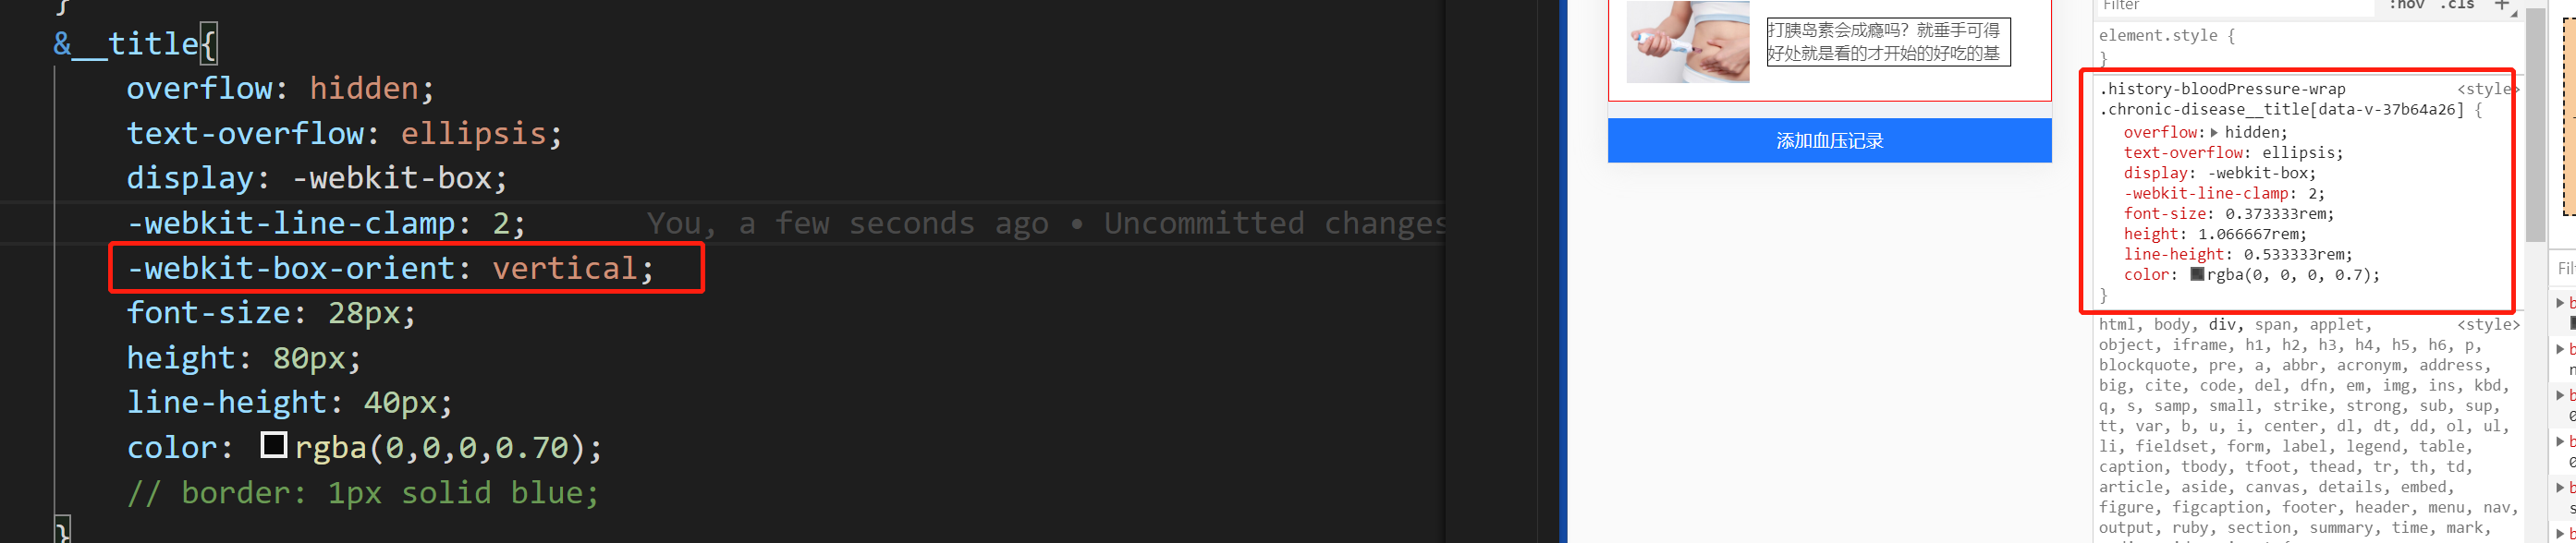 }
&__title{
overflow: hidden;
text-overflow: ellipsis;
display: -webkit-box;
-webkit-line-clamp: 2; You, a few seconds ago • Uncommitted changes
-webkit-box-orient: vertical;
font-size: 28px;
height: 80px;
line-height: 40px;
color: rgba(0,0,0,0.70);
// border: 1px solid blue;
}
打胰岛素会成瘾吗？就垂手可得
好处就是看的才开始的好吃的基
添加血压记录
Filter :hov .cls +
element.style {
}
.history-bloodPressure-wrap <style>
.chronic-disease__title[data-v-37b64a26] {
overflow: hidden;
text-overflow: ellipsis;
display: -webkit-box;
-webkit-line-clamp: 2;
font-size: 0.373333rem;
height: 1.066667rem;
line-height: 0.533333rem;
color: rgba(0, 0, 0, 0.7);
}
html, body, div, span, applet, <style>
object, iframe, h1, h2, h3, h4, h5, h6, p,
blockquote, pre, a, abbr, acronym, address,
big, cite, code, del, dfn, em, img, ins, kbd,
q, s, samp, small, strike, strong, sub, sup,
tt, var, b, u, i, center, dl, dt, dd, ol, ul,
li, fieldset, form, label, legend, table,
caption, tbody, tfoot, thead, tr, th, td,
article, aside, canvas, details, embed,
figure, figcaption, footer, header, menu, nav,
output, ruby, section, summary, time, mark,